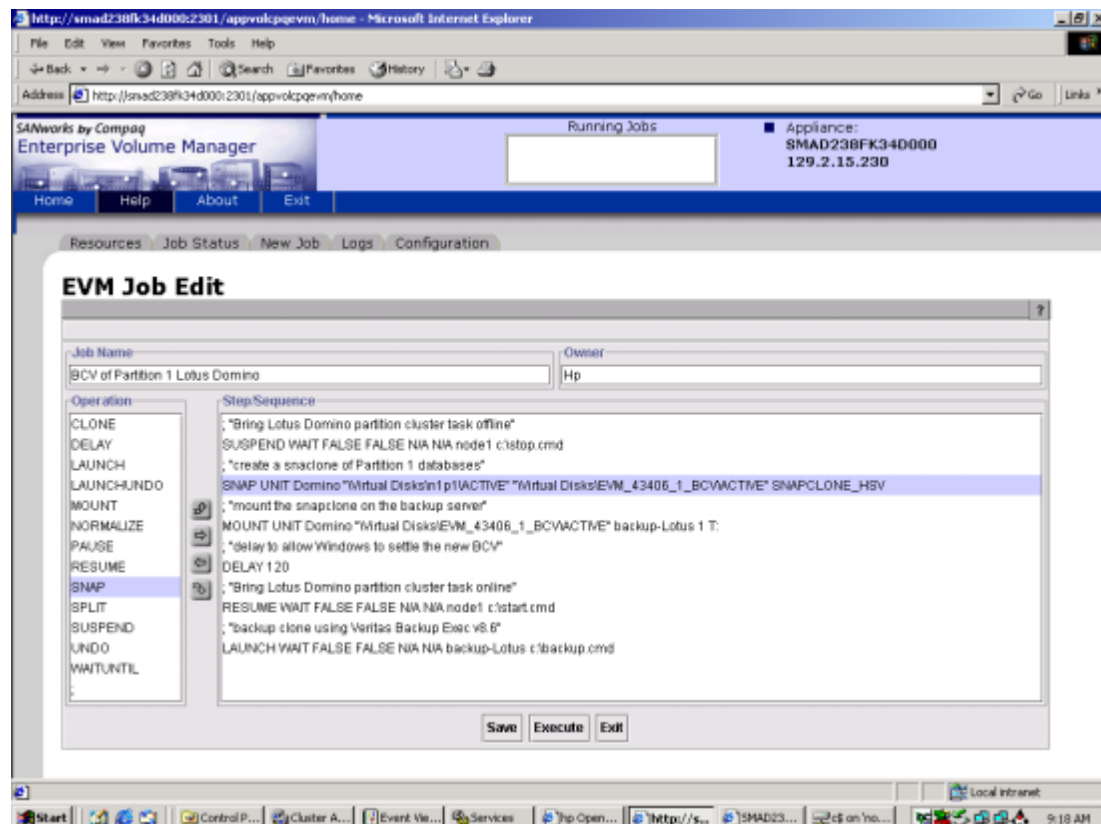 http://smad238fk34d000:2301/appvolcpqevm/home - Microsoft Internet Explorer
File Edit View Favorites Tools Help
Back Search Favorites History
Address http://smad238fk34d000:2301/appvolcpqevm/home Go Links
SANworks by Compaq
Enterprise Volume Manager
Running Jobs
Appliance:
SMAD238FK34D000
129.2.15.230
Home Help About Exit
Resources Job Status New Job Logs Configuration
EVM Job Edit
?
Job Name
BCV of Partition 1 Lotus Domino
Owner
Hp
Operation
CLONE
DELAY
LAUNCH
LAUNCHUNDO
MOUNT
NORMALIZE
PAUSE
RESUME
SNAP
SPLIT
SUSPEND
UNDO
WAITUNTIL
;
Step/Sequence
; "Bring Lotus Domino partition cluster task offline"
SUSPEND WAIT FALSE FALSE N/A N/A node1 c:\stop.cmd
; "create a snaclone of Partition 1 databases"
SNAP UNIT Domino "\Virtual Disks\n1p1\ACTIVE" "\Virtual Disks\EVM_43406_1_BCV\ACTIVE" SNAPCLONE_HSV
; "mount the snapclone on the backup server"
MOUNT UNIT Domino "\Virtual Disks\EVM_43406_1_BCV\ACTIVE" backup-Lotus 1 T:
; "delay to allow Windows to settle the new BCV"
DELAY 120
; "Bring Lotus Domino partition cluster task online"
RESUME WAIT FALSE FALSE N/A N/A node1 c:\start.cmd
; "backup clone using Veritas Backup Exec v8.6"
LAUNCH WAIT FALSE FALSE N/A N/A backup-Lotus c:\backup.cmd
Save Execute Exit
Local intranet
Start Control P... Cluster A... Event Vie... Services hp Open... http://s... SMAD23... c$ on 'no... 9:18 AM